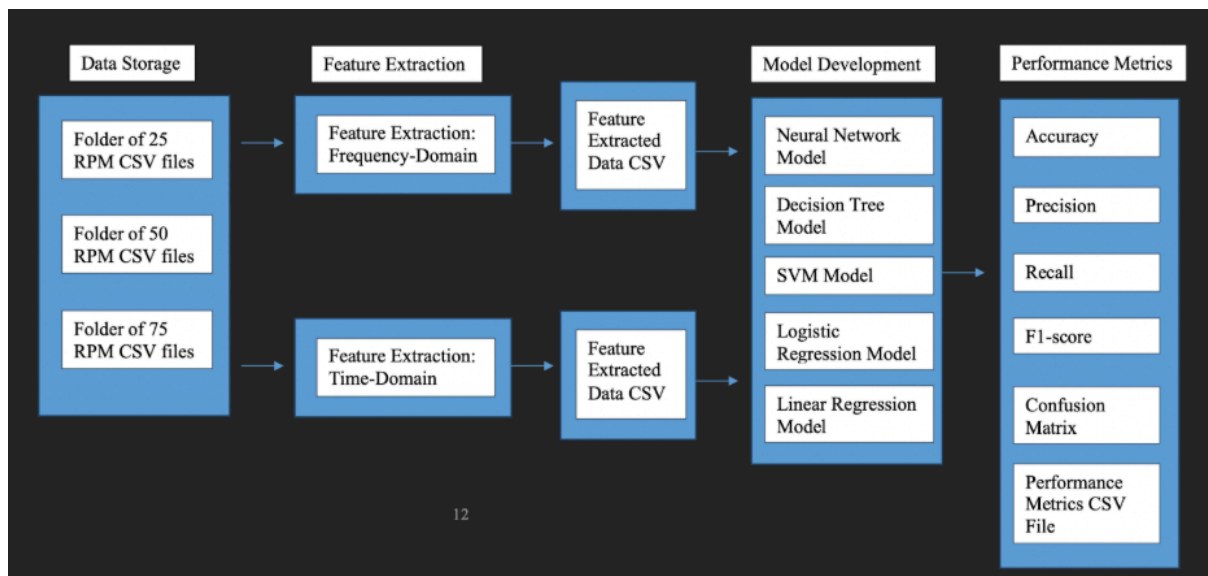 Data Storage
Feature Extraction
Model Development
Performance Metrics
Folder of 25
RPM CSV files
Folder of 50
RPM CSV files
Folder of 75
RPM CSV files
Feature Extraction:
Frequency-Domain
Feature
Extracted
Data CSV
Feature Extraction:
Time-Domain
Feature
Extracted
Data CSV
Neural Network
Model
Decision Tree
Model
SVM Model
Logistic
Regression Model
Linear Regression
Model
Accuracy
Precision
Recall
F1-score
Confusion
Matrix
Performance
Metrics CSV
File
12